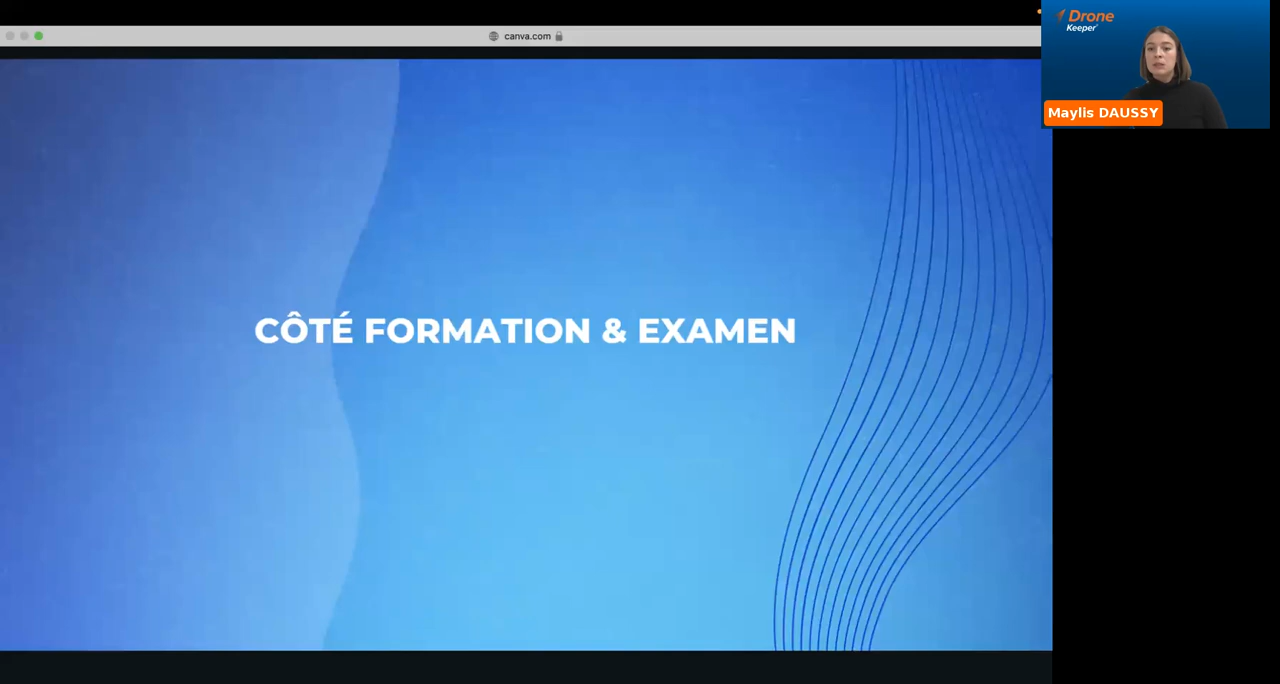 canva.com
Drone
Keeper
Maylis DAUSSY
CÔTÉ FORMATION & EXAMEN